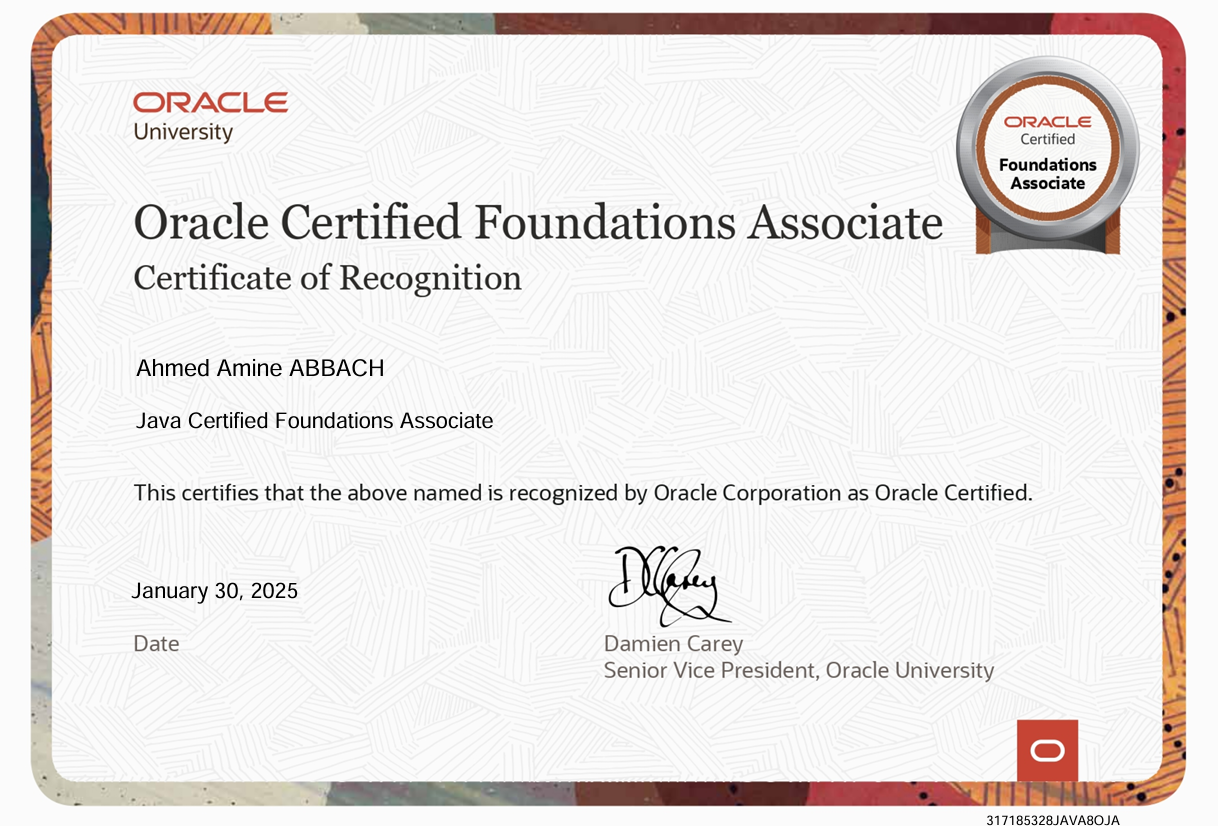 ORACLE
University
ORACLE
Certified
Foundations
Associate
Oracle Certified Foundations Associate
Certificate of Recognition
Ahmed Amine ABBACH
Java Certified Foundations Associate
This certifies that the above named is recognized by Oracle Corporation as Oracle Certified.
January 30, 2025
Date
Damien Carey
Senior Vice President, Oracle University
317185328JAVA8OJA